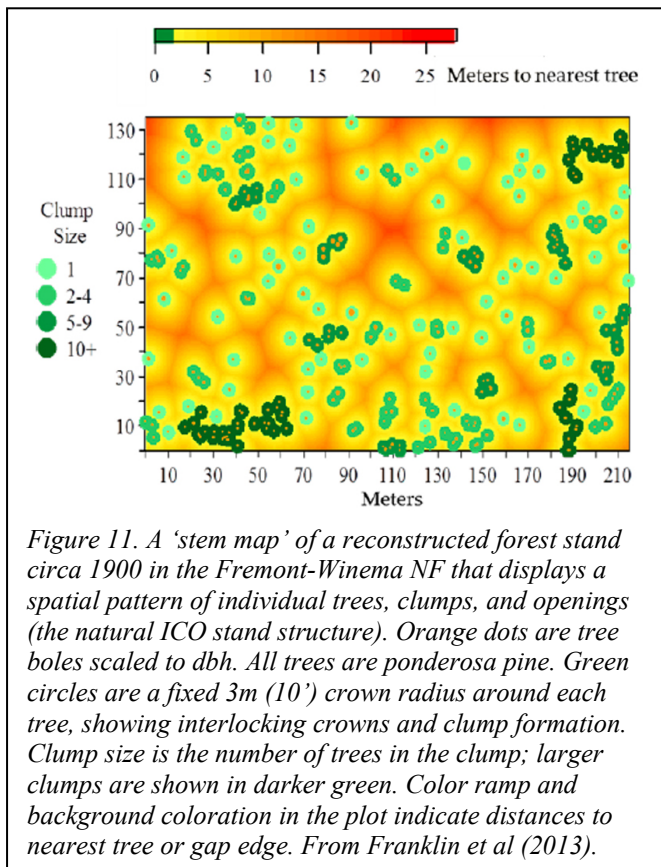 0 5 10 15 20 25 Meters to nearest tree
130
110
90
70
50
30
10
Clump
Size
1
2-4
5-9
10+
10 30 50 70 90 110 130 150 170 190 210
Meters
Figure 11. A ‘stem map’ of a reconstructed forest stand
circa 1900 in the Fremont-Winema NF that displays a
spatial pattern of individual trees, clumps, and openings
(the natural ICO stand structure). Orange dots are tree
boles scaled to dbh. All trees are ponderosa pine. Green
circles are a fixed 3m (10’) crown radius around each
tree, showing interlocking crowns and clump formation.
Clump size is the number of trees in the clump; larger
clumps are shown in darker green. Color ramp and
background coloration in the plot indicate distances to
nearest tree or gap edge. From Franklin et al (2013).